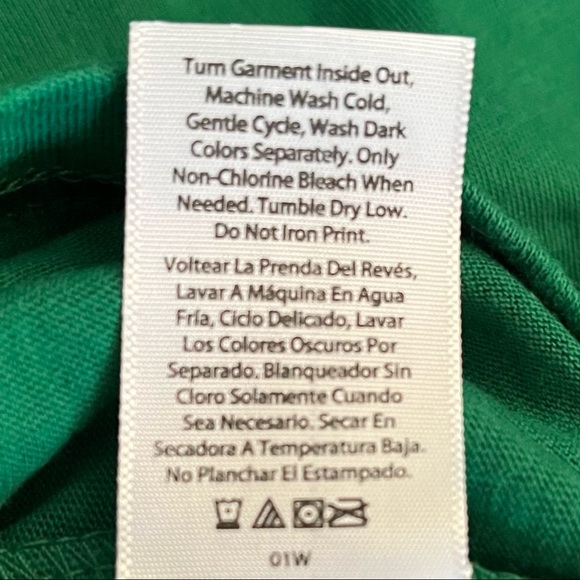 Turn Garment Inside Out,
Machine Wash Cold,
Gentle Cycle, Wash Dark
Colors Separately. Only
Non-Chlorine Bleach When
Needed. Tumble Dry Low.
Do Not Iron Print.
Voltear La Prenda Del Revés,
Lavar A Máquina En Agua
Fría, Ciclo Delicado, Lavar
Los Colores Oscuros Por
Separado. Blanqueador Sin
Cloro Solamente Cuando
Sea Necesario. Secar En
Secadora A Temperatura Baja.
No Planchar El Estampado.
01W